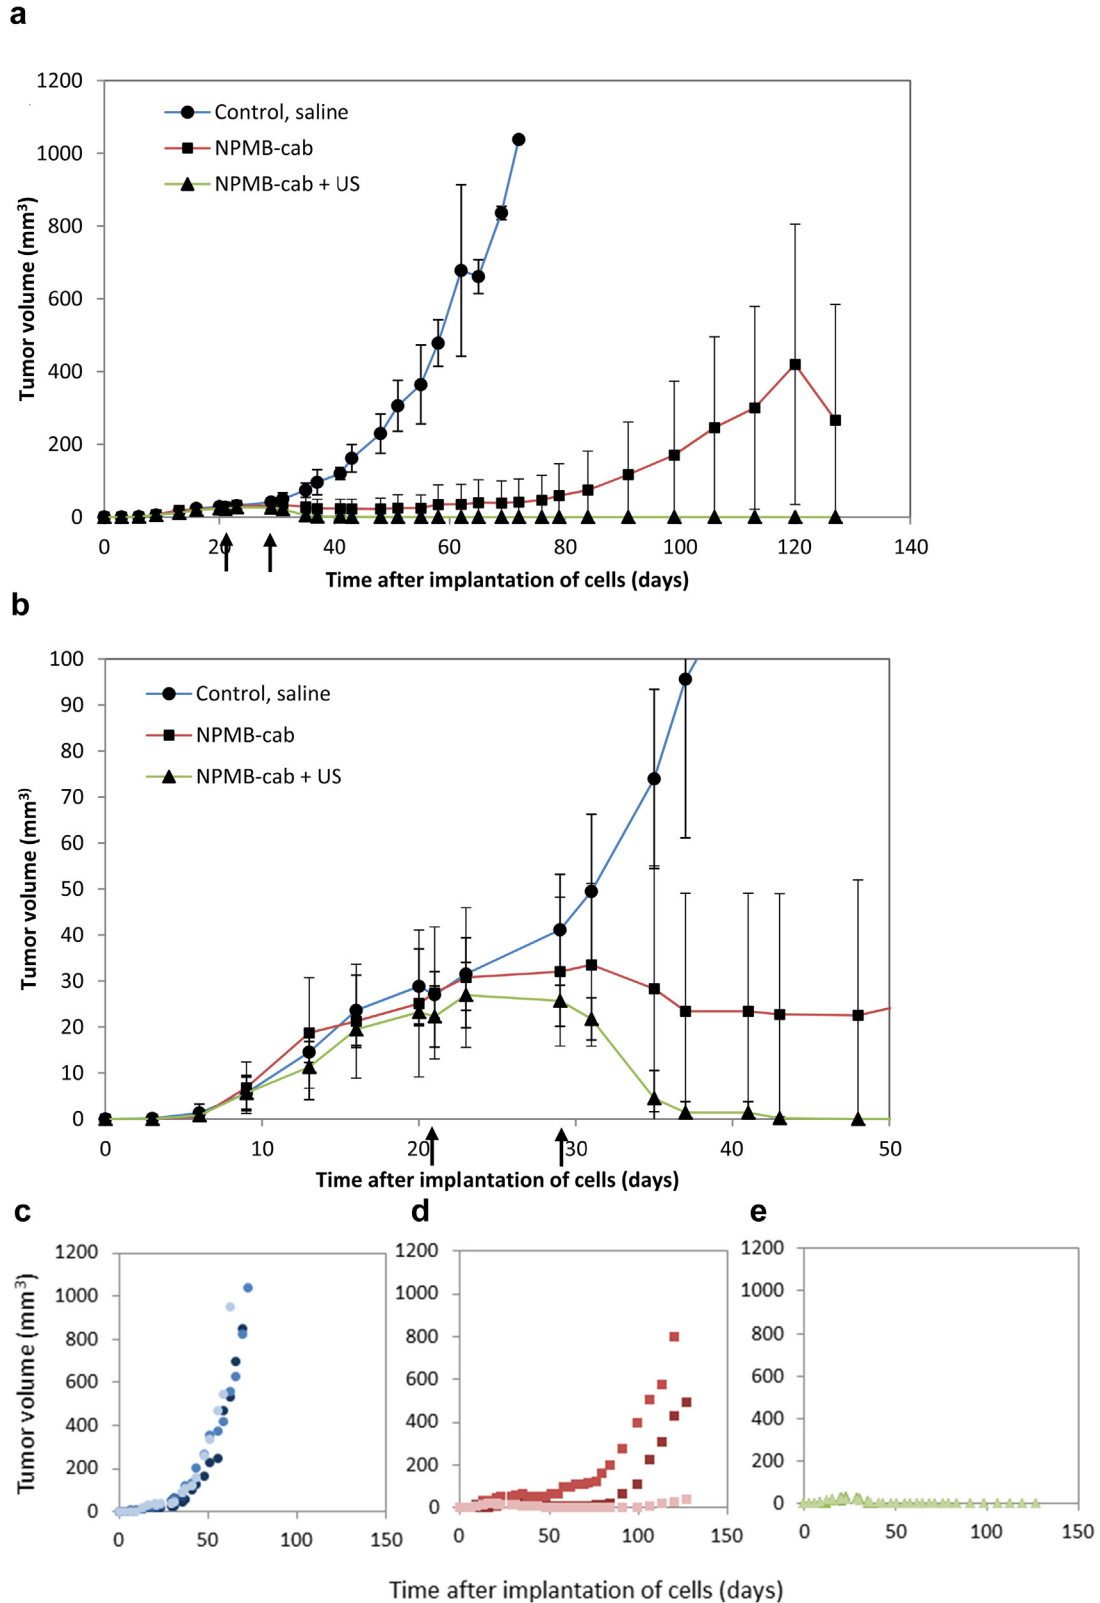 a
1200
1000
800
600
400
200
0
Tumor volume (mm³)
Control, saline
NPMB-cab
NPMB-cab + US
0 20 40 60 80 100 120 140
Time after implantation of cells (days)
b
100
90
80
70
60
50
40
30
20
10
0
Tumor volume (mm³)
Control, saline
NPMB-cab
NPMB-cab + US
0 10 20 30 40 50
Time after implantation of cells (days)
c
1200
1000
800
600
400
200
0
Tumor volume (mm³)
0 50 100 150
d
1200
1000
800
600
400
200
0
0 50 100 150
e
1200
1000
800
600
400
200
0
0 50 100 150
Time after implantation of cells (days)